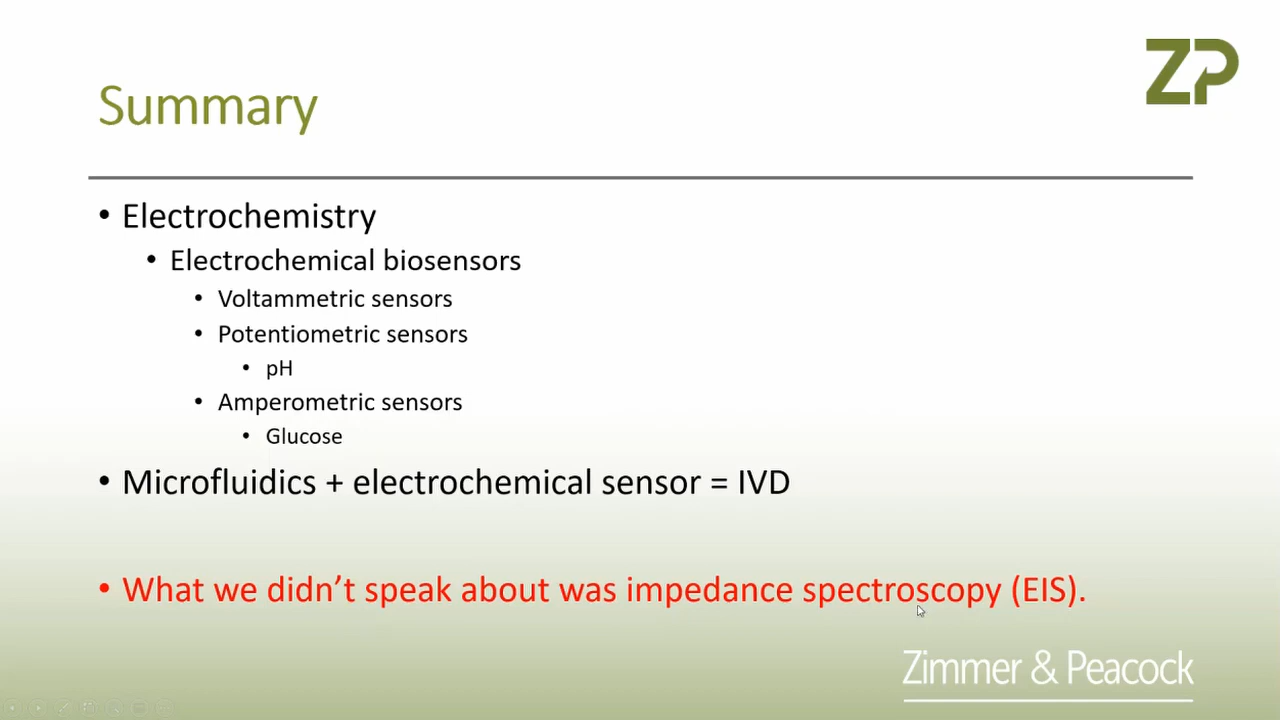 ZP
Summary
• Electrochemistry
• Electrochemical biosensors
• Voltammetric sensors
• Potentiometric sensors
• pH
• Amperometric sensors
• Glucose
• Microfluidics + electrochemical sensor = IVD
• What we didn’t speak about was impedance spectroscopy (EIS).
Zimmer & Peacock